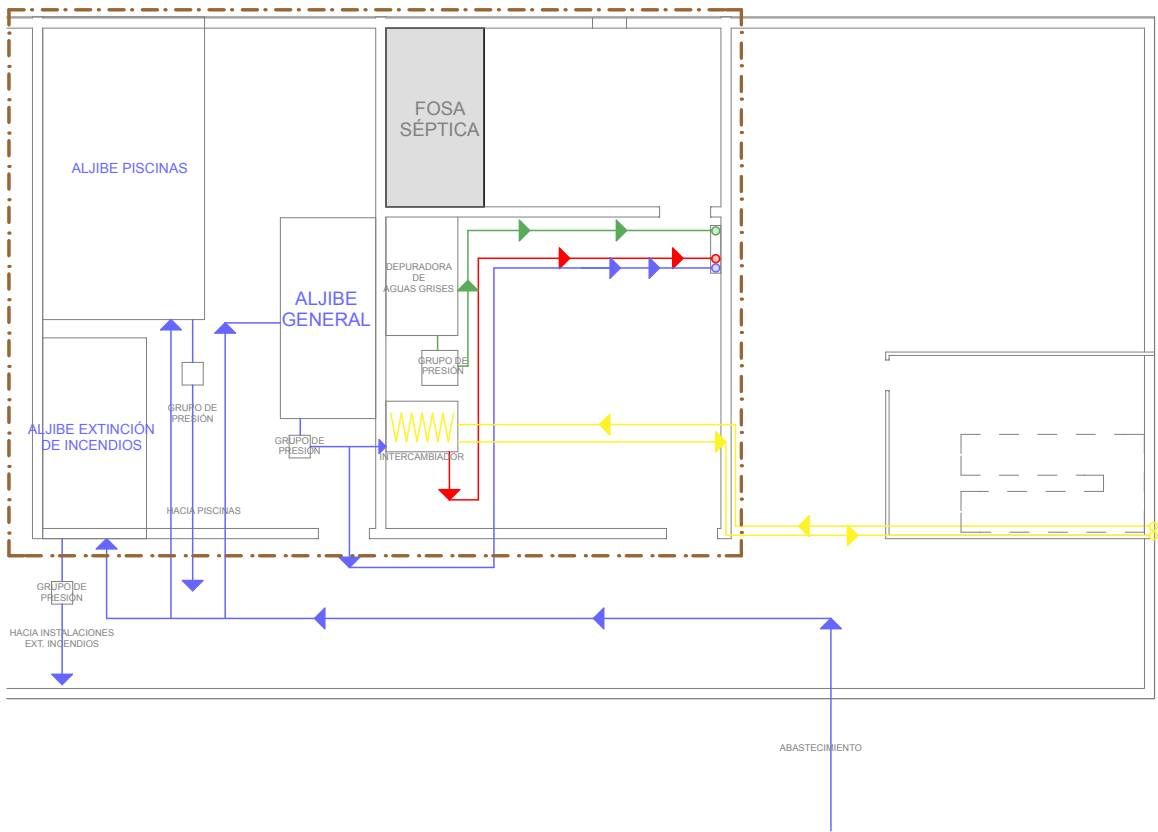 FOSA
SÉPTICA
ALJIBE PISCINAS
DEPURADORA
DE
AGUAS GRISES
ALJIBE
GENERAL
GRUPO DE
PRESIÓN
GRUPO DE
PRESIÓN
ALJIBE EXTINCIÓN
DE INCENDIOS
GRUPO DE
PRESIÓN
INTERCAMBIADOR
HACIA PISCINAS
GRUPO DE
PRESIÓN
HACIA INSTALACIONES
EXT. INCENDIOS
ABASTECIMIENTO